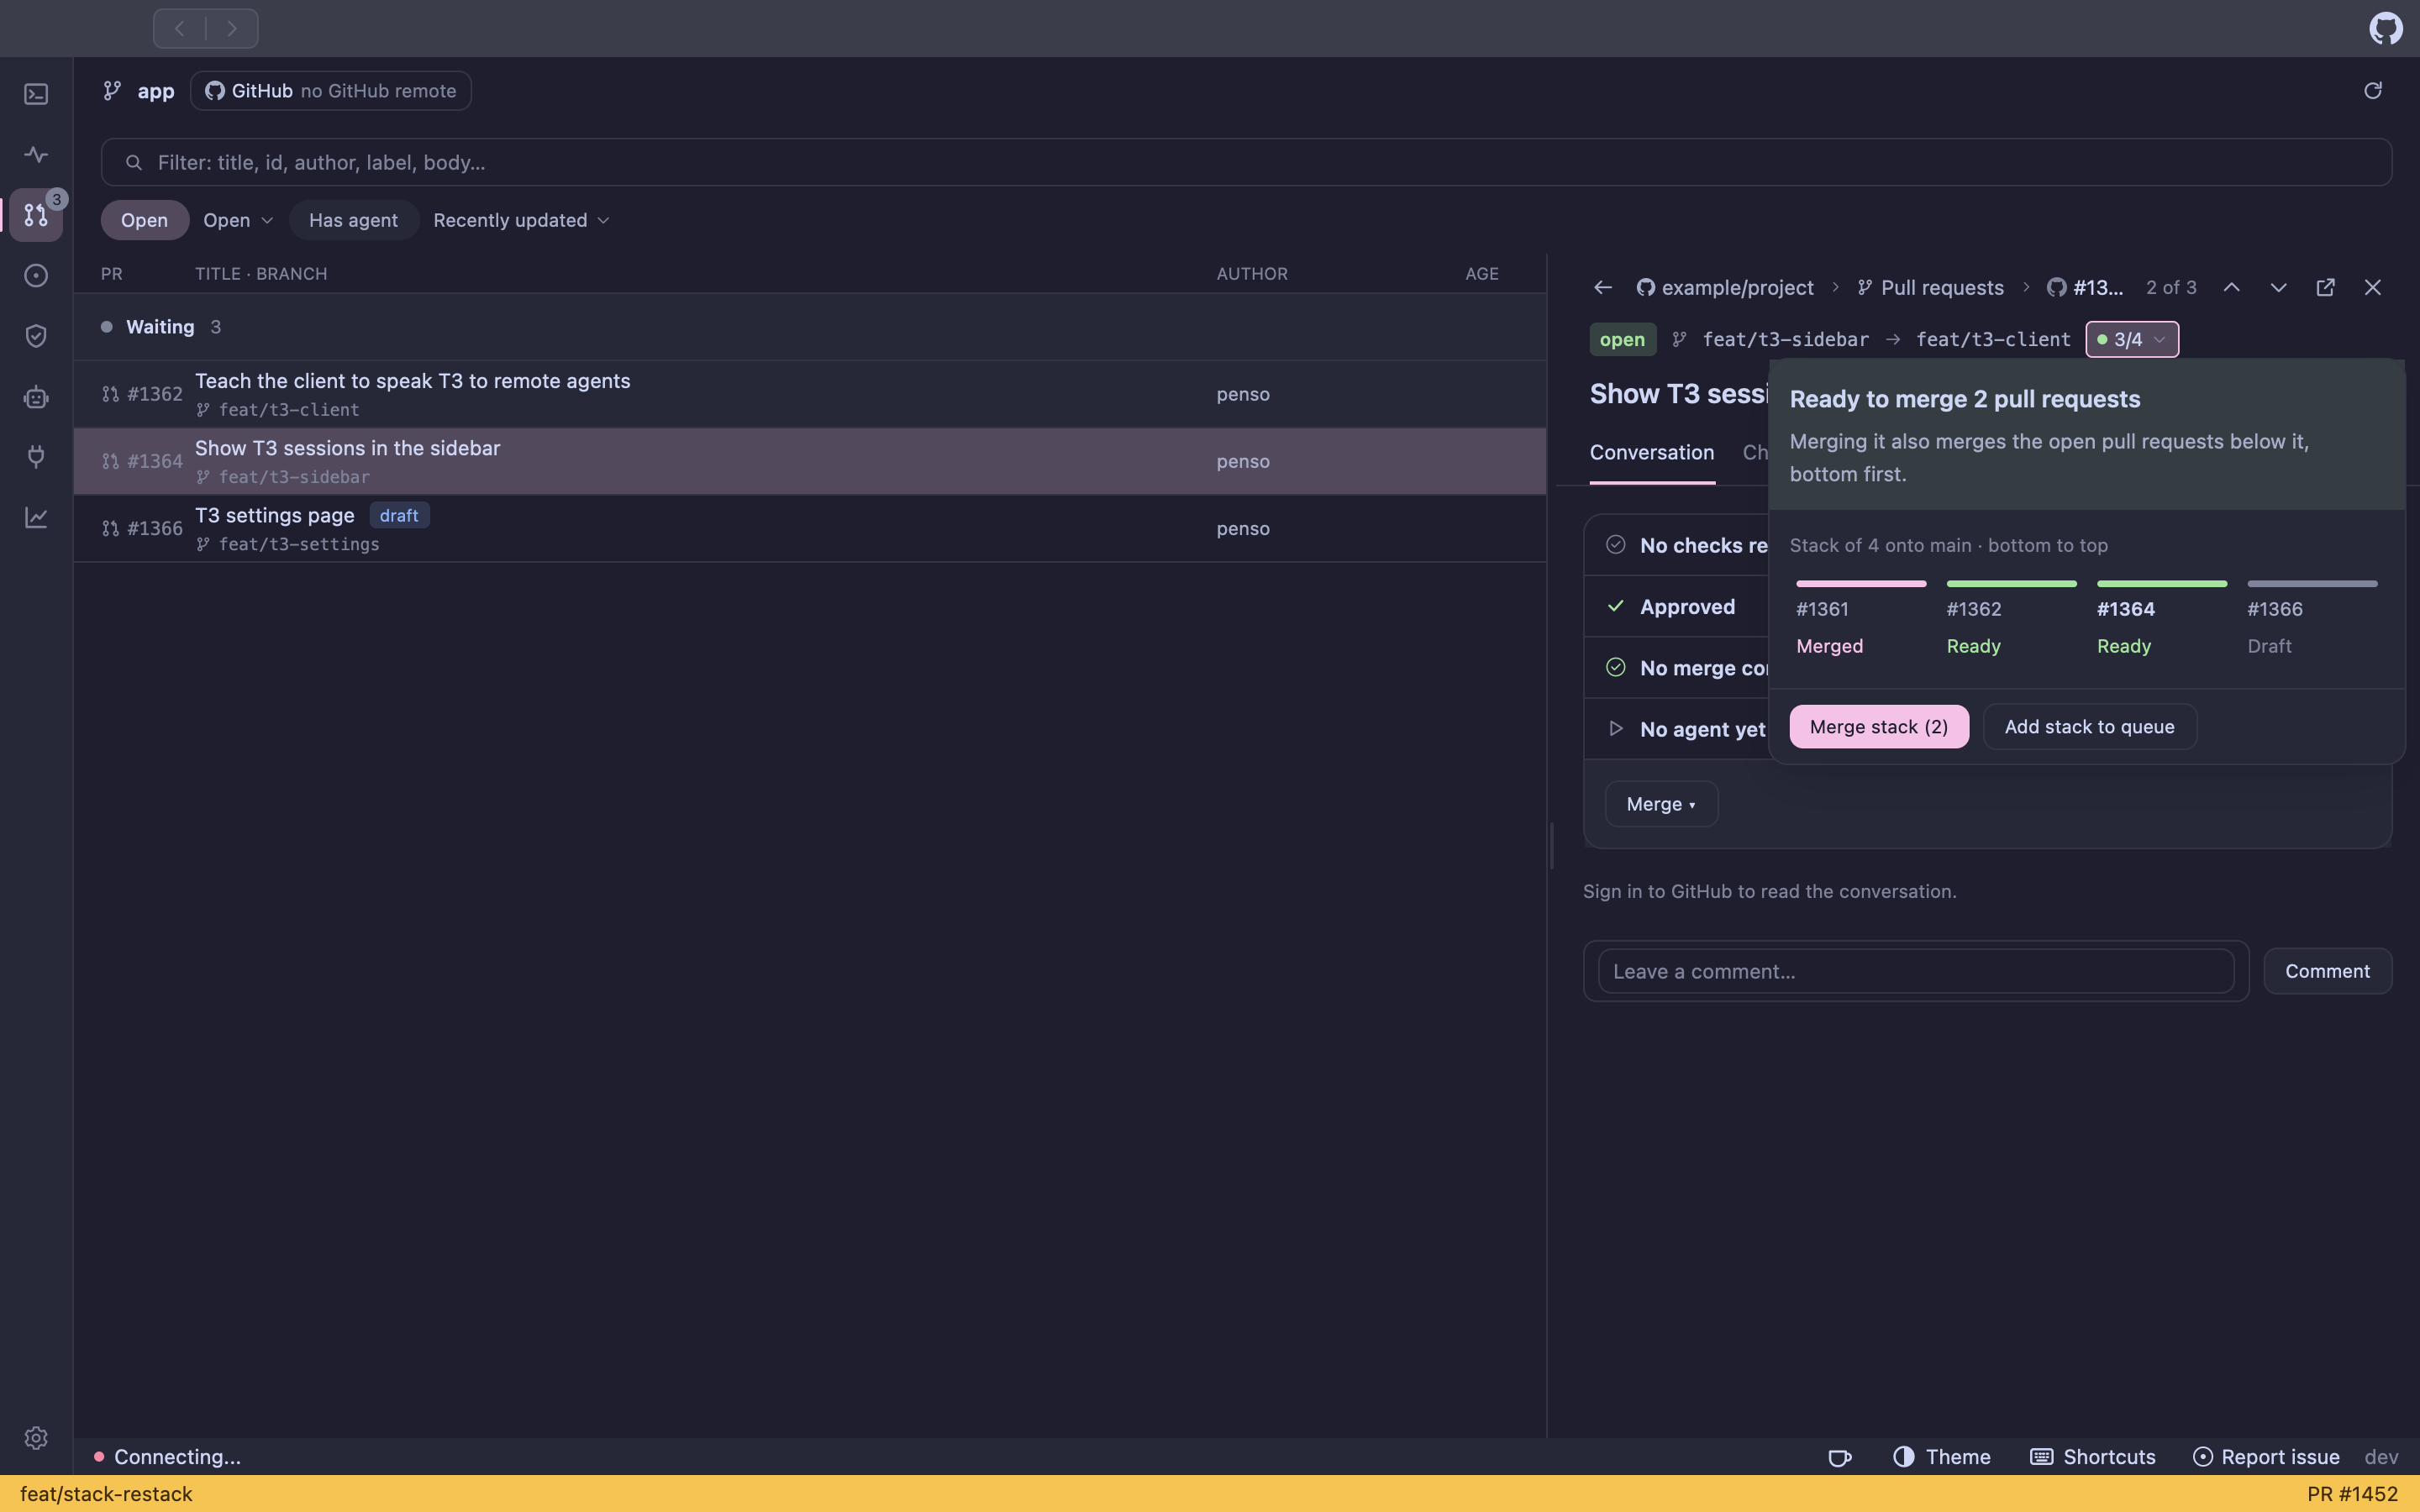 app
GitHub no GitHub remote
Filter: title, id, author, label, body...
3
Open
Open
Has agent
Recently updated
PR
TITLE · BRANCH
AUTHOR
AGE
Waiting 3
#1362
Teach the client to speak T3 to remote agents
feat/t3-client
penso
#1364
Show T3 sessions in the sidebar
feat/t3-sidebar
penso
#1366
T3 settings page
draft
feat/t3-settings
penso
example/project
Pull requests
#13...
2 of 3
open
feat/t3-sidebar → feat/t3-client
3/4
Show T3 sessi
Conversation
Ch
Ready to merge 2 pull requests
Merging it also merges the open pull requests below it,
bottom first.
Stack of 4 onto main · bottom to top
#1361
Merged
#1362
Ready
#1364
Ready
#1366
Draft
Merge stack (2)
Add stack to queue
No checks re
Approved
No merge co
No agent yet
Merge ▾
Sign in to GitHub to read the conversation.
Leave a comment...
Comment
Connecting...
Theme
Shortcuts
Report issue
dev
feat/stack-restack
PR #1452